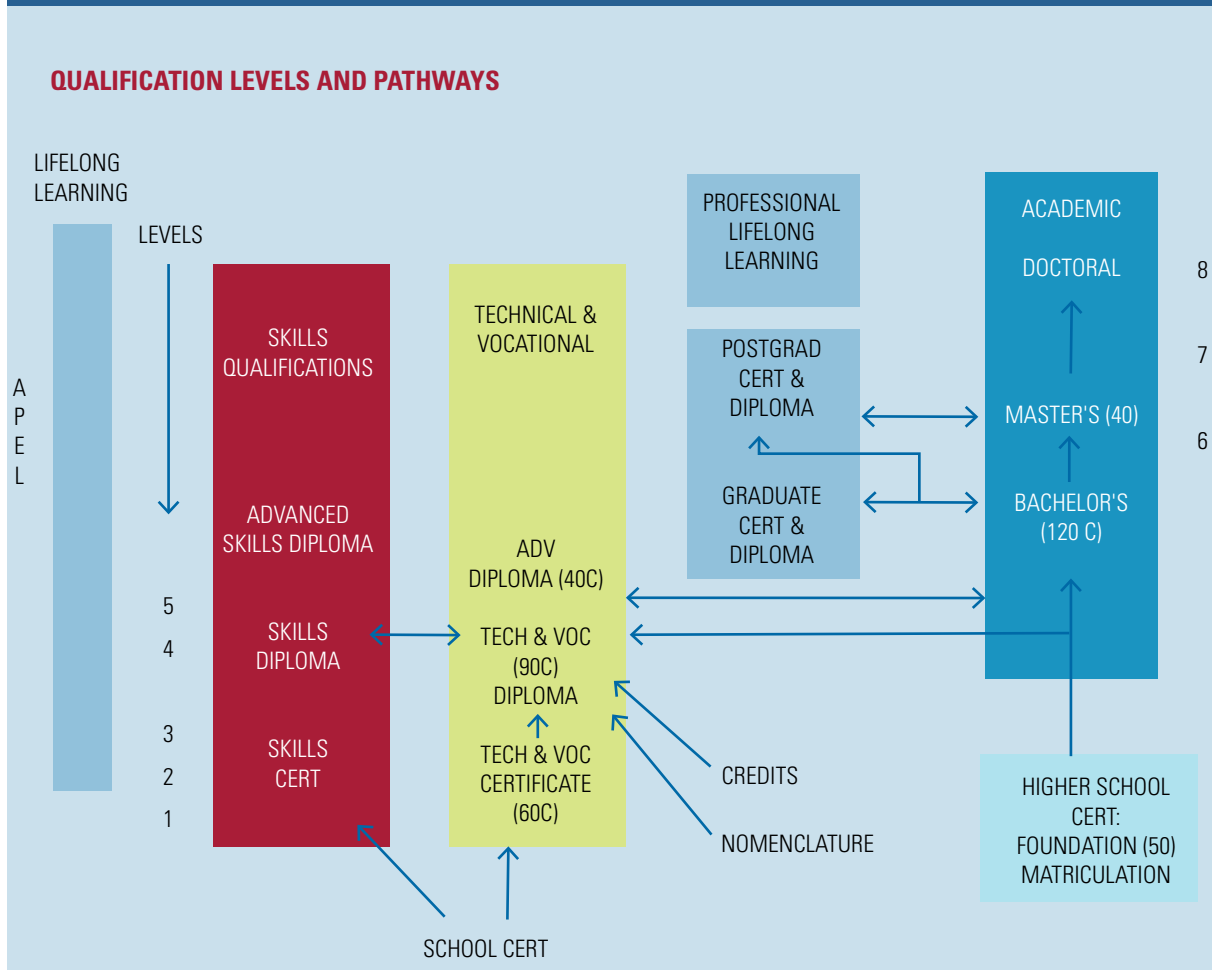 QUALIFICATION LEVELS AND PATHWAYS
LIFELONG
LEARNING
A
P
E
L
LEVELS
5
4
3
2
1
SKILLS
QUALIFICATIONS
ADVANCED
SKILLS DIPLOMA
SKILLS
DIPLOMA
SKILLS
CERT
TECHNICAL &
VOCATIONAL
ADV
DIPLOMA (40C)
TECH & VOC
(90C)
DIPLOMA
TECH & VOC
CERTIFICATE
(60C)
SCHOOL CERT
CREDITS
NOMENCLATURE
PROFESSIONAL
LIFELONG
LEARNING
POSTGRAD
CERT &
DIPLOMA
GRADUATE
CERT &
DIPLOMA
ACADEMIC
DOCTORAL
MASTER'S (40)
BACHELOR'S
(120 C)
HIGHER SCHOOL
CERT:
FOUNDATION (50)
MATRICULATION
8
7
6